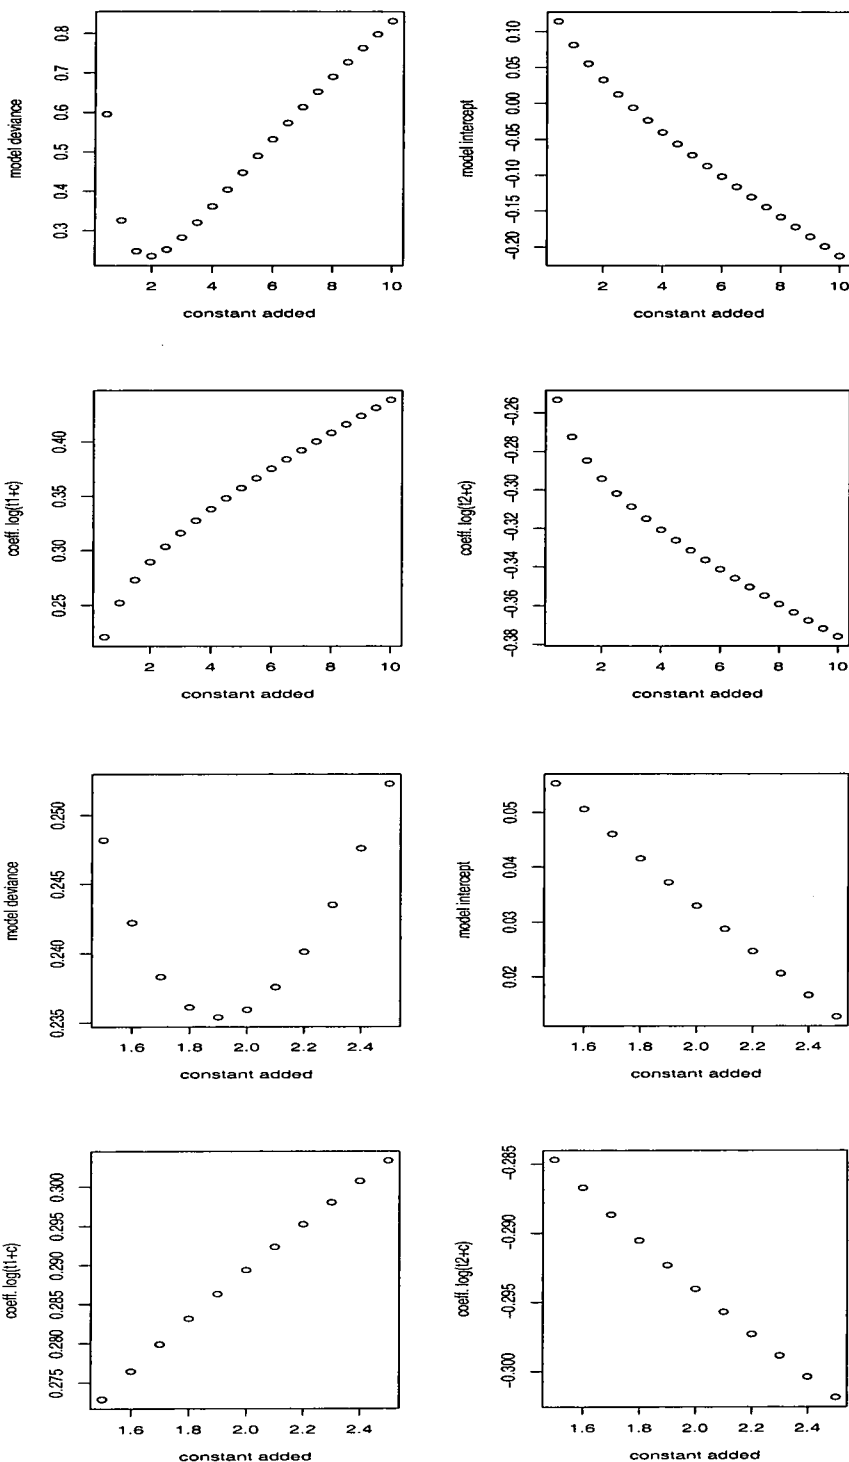 model deviance
0.3 0.4 0.5 0.6 0.7 0.8
2 4 6 8 10
constant added
model intercept
-0.20 -0.15 -0.10 -0.05 0.00 0.05 0.10
2 4 6 8 10
constant added
coeff. log(t1+c)
0.25 0.30 0.35 0.40
2 4 6 8 10
constant added
coeff. log(t2+c)
-0.38 -0.36 -0.34 -0.32 -0.30 -0.28 -0.26
2 4 6 8 10
constant added
model deviance
0.235 0.240 0.245 0.250
1.6 1.8 2.0 2.2 2.4
constant added
model intercept
0.02 0.03 0.04 0.05
1.6 1.8 2.0 2.2 2.4
constant added
coeff. log(t1+c)
0.275 0.280 0.285 0.290 0.295 0.300
1.6 1.8 2.0 2.2 2.4
constant added
coeff. log(t2+c)
-0.300 -0.295 -0.290 -0.285
1.6 1.8 2.0 2.2 2.4
constant added